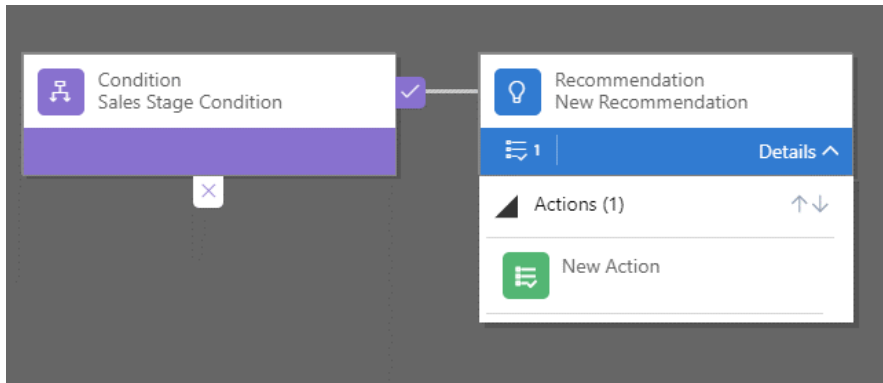 Condition
Sales Stage Condition
Recommendation
New Recommendation
1
Details
Actions (1)
New Action